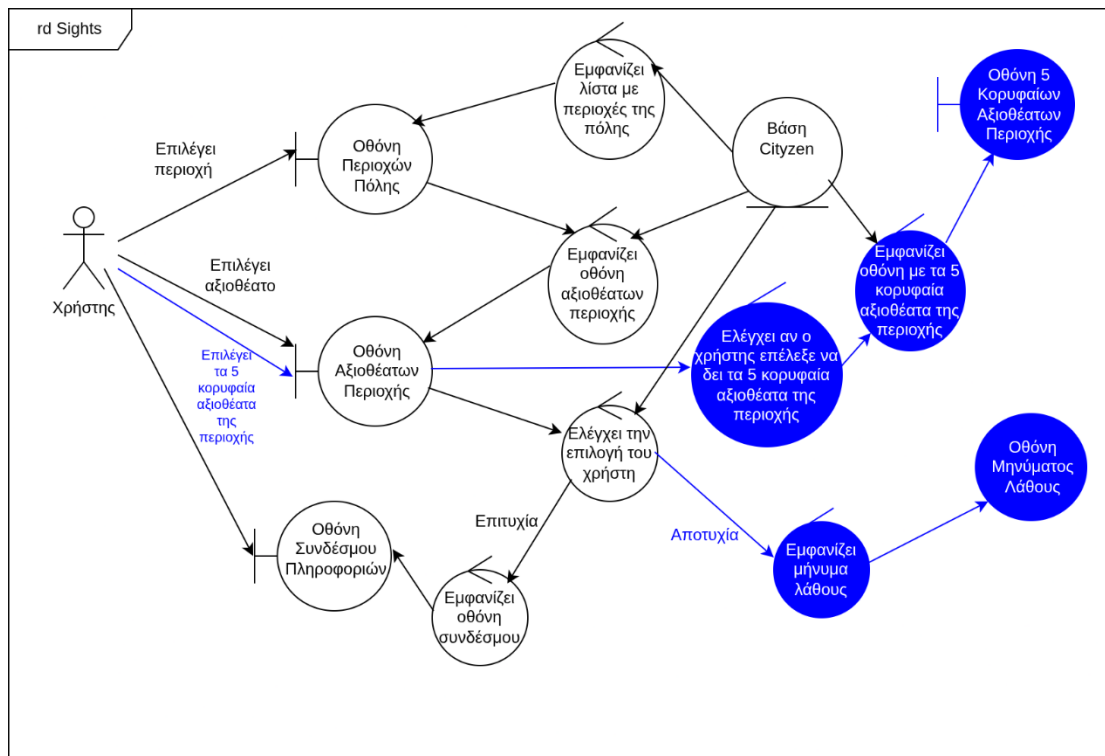 rd Sights
Εμφανίζει
λίστα με
περιοχές της
πόλης
Οθόνη 5
Κορυφαίων
Αξιοθέατων
Περιοχής
Βάση
Cityzen
Επιλέγει
περιοχή
Οθόνη
Περιοχών
Πόλης
Χρήστης
Επιλέγει
αξιοθέατο
Εμφανίζει
οθόνη
αξιοθέατων
περιοχής
Εμφανίζει
οθόνη με τα 5
κορυφαία
αξιοθέατα της
περιοχής
Επιλέγει
τα 5
κορυφαία
αξιοθέατα
της
περιοχής
Οθόνη
Αξιοθέατων
Περιοχής
Ελέγχει αν ο
χρήστης επέλεξε να
δει τα 5 κορυφαία
αξιοθέατα της
περιοχής
Ελέγχει την
επιλογή του
χρήστη
Οθόνη
Μηνύματος
Λάθους
Επιτυχία
Αποτυχία
Οθόνη
Συνδέσμου
Πληροφοριών
Εμφανίζει
οθόνη
συνδέσμου
Εμφανίζει
μήνυμα
λάθους